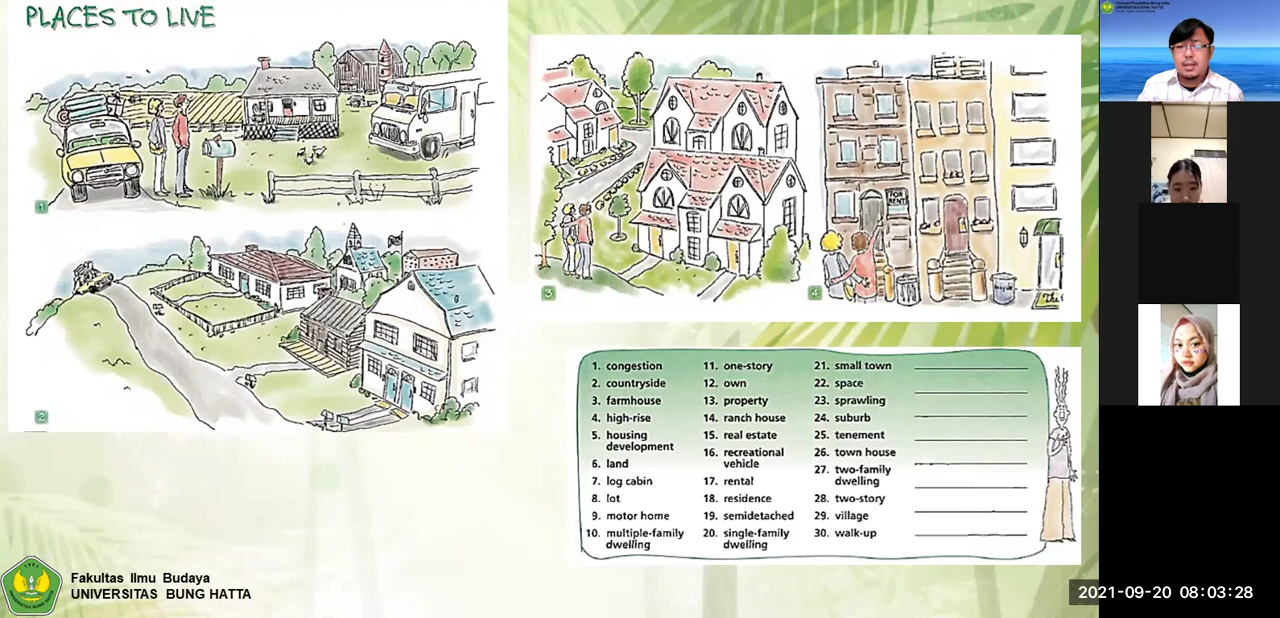 PLACES TO LIVE
1
2
3
4
FOR
RENT
1. congestion
2. countryside
3. farmhouse
4. high-rise
5. housing
development
6. land
7. log cabin
8. lot
9. motor home
10. multiple-family
dwelling
11. one-story
12. own
13. property
14. ranch house
15. real estate
16. recreational
vehicle
17. rental
18. residence
19. semidetached
20. single-family
dwelling
21. small town
22. space
23. sprawling
24. suburb
25. tenement
26. town house
27. two-family
dwelling
28. two-story
29. village
30. walk-up
Fakultas Ilmu Budaya
UNIVERSITAS BUNG HATTA
UNIVERSITAS BUNG HATTA
2021-09-20 08:03:28